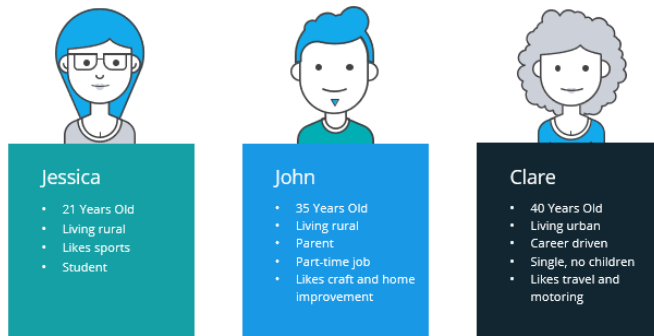 Jessica
• 21 Years Old
• Living rural
• Likes sports
• Student
John
• 35 Years Old
• Living rural
• Parent
• Part-time job
• Likes craft and home
improvement
Clare
• 40 Years Old
• Living urban
• Career driven
• Single, no children
• Likes travel and
motoring